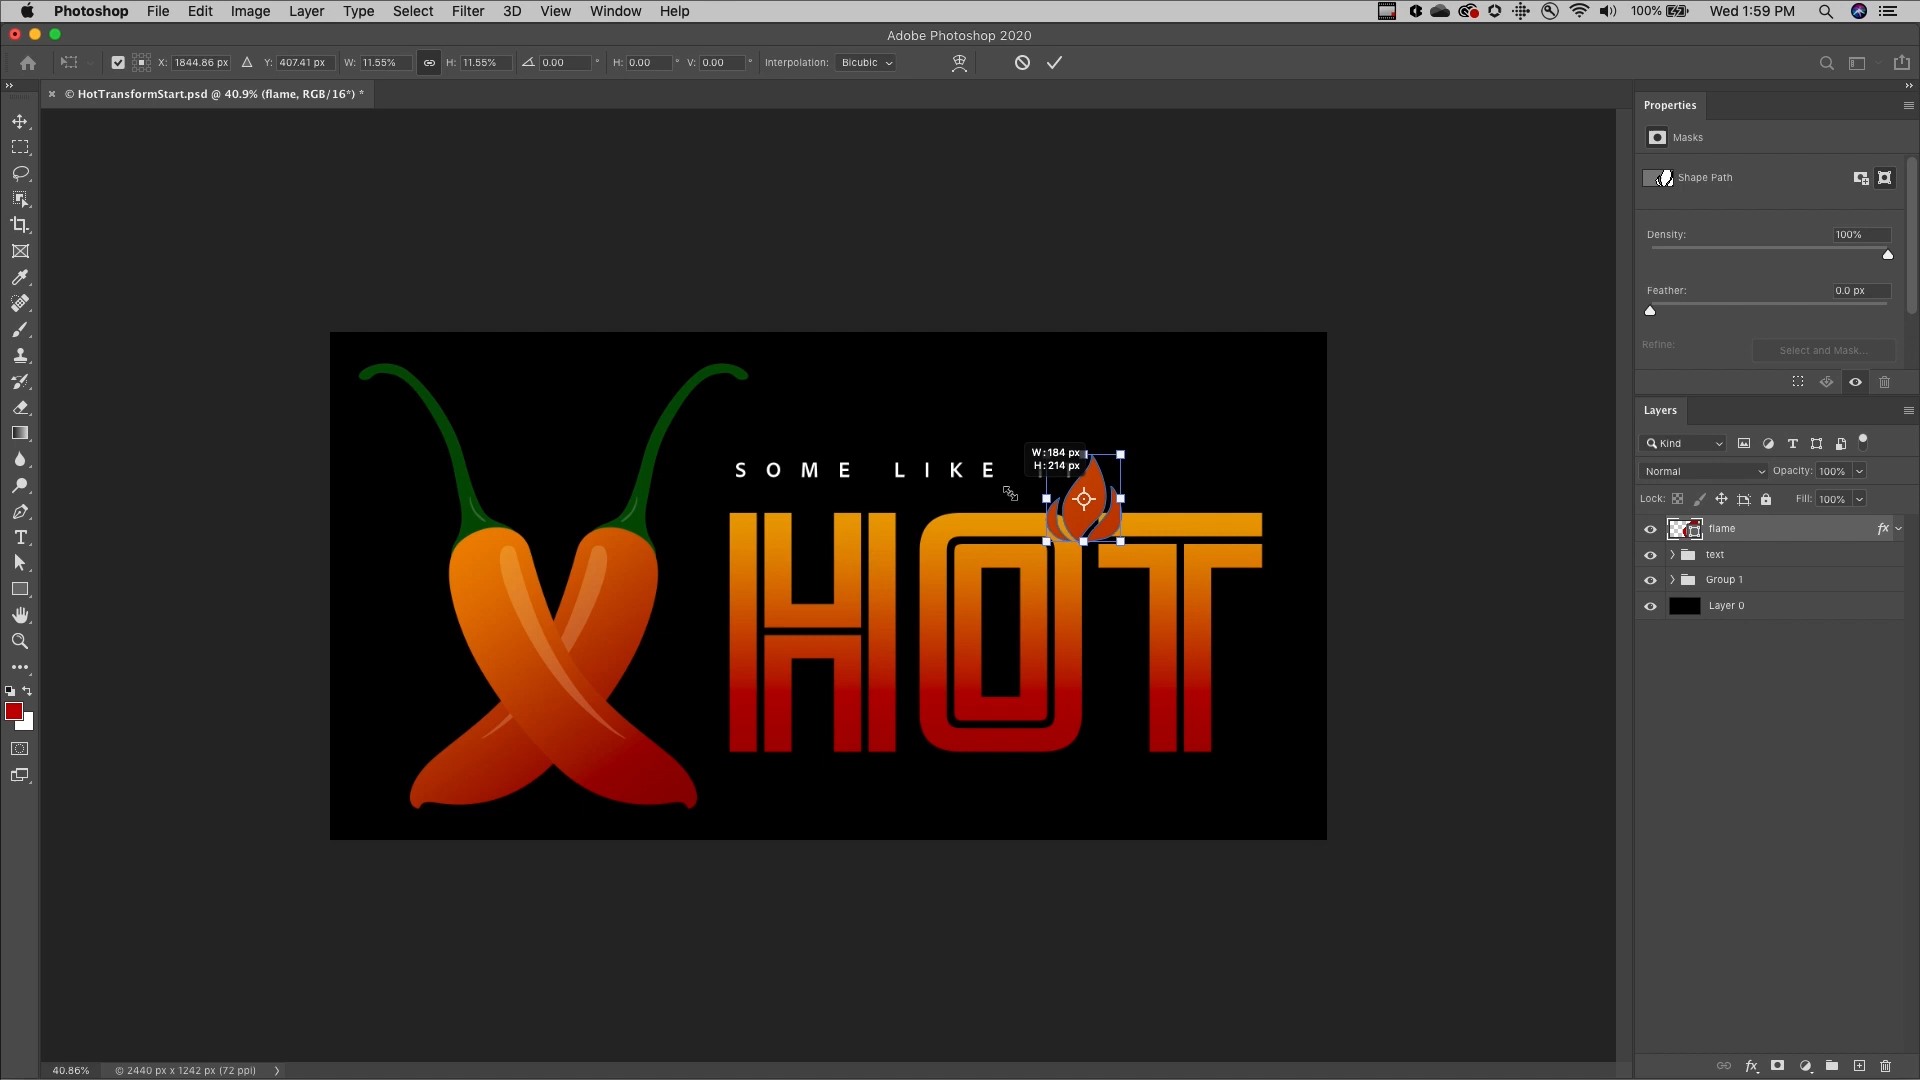 Photoshop File Edit Image Layer Type Select Filter 3D View Window Help 100% Wed 1:59 PM
Adobe Photoshop 2020
X: 1844.86 px Y: 407.41 px W: 11.55% H: 11.55% 0.00 ° H: 0.00 ° V: 0.00 ° Interpolation: Bicubic
© HotTransformStart.psd @ 40.9% (flame, RGB/16*) *
Properties
Masks
Shape Path
Density: 100%
Feather: 0.0 px
Refine: Select and Mask...
Layers
Kind
Normal Opacity: 100%
Lock: Fill: 100%
flame fx
text
Group 1
Layer 0
W: 184 px
H: 214 px
SOME LIKE
HOT
40.86% © 2440 px x 1242 px (72 ppi)
fx